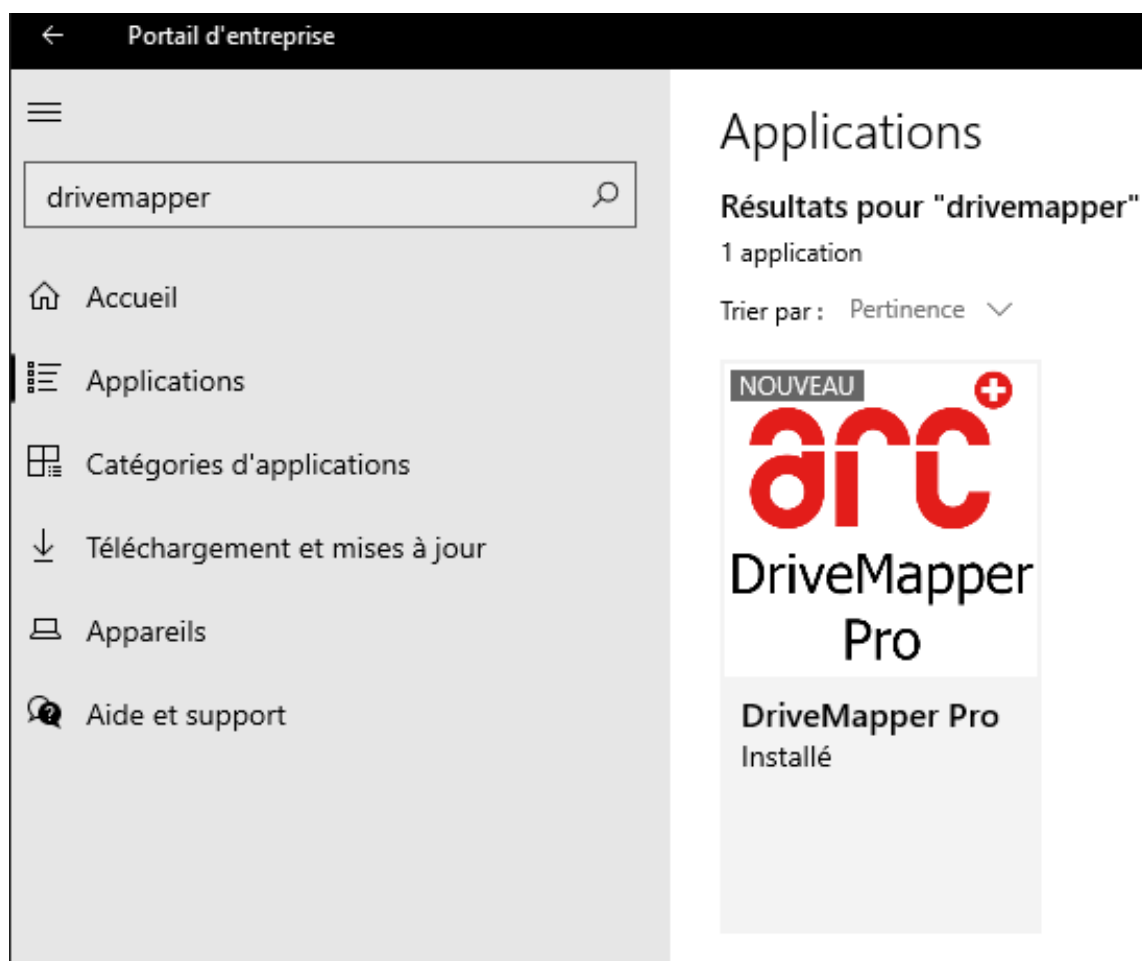 Portail d'entreprise
drivemapper
Accueil
Applications
Catégories d'applications
Téléchargement et mises à jour
Appareils
Aide et support
Applications
Résultats pour "drivemapper"
1 application
Trier par : Pertinence
NOUVEAU
arc
DriveMapper
Pro
DriveMapper Pro
Installé